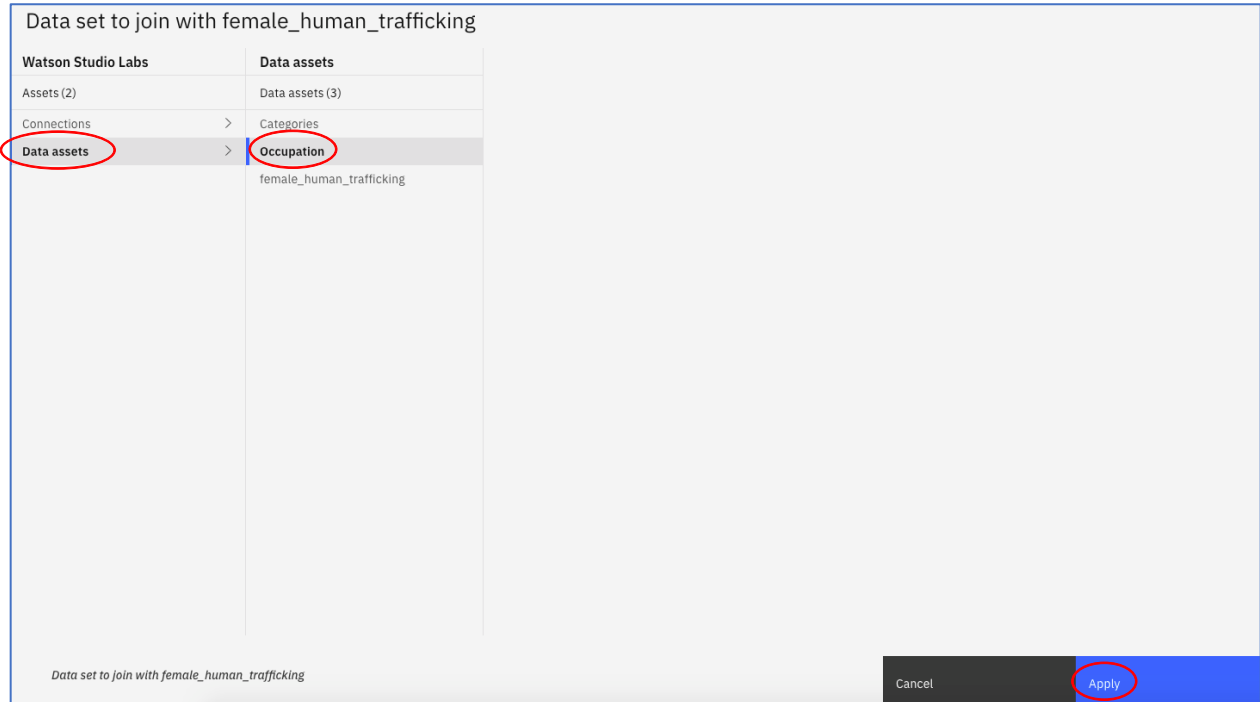 Data set to join with female_human_trafficking
Watson Studio Labs
Data assets
Assets (2)
Data assets (3)
Connections
Categories
Data assets
Occupation
female_human_trafficking
Data set to join with female_human_trafficking
Cancel
Apply